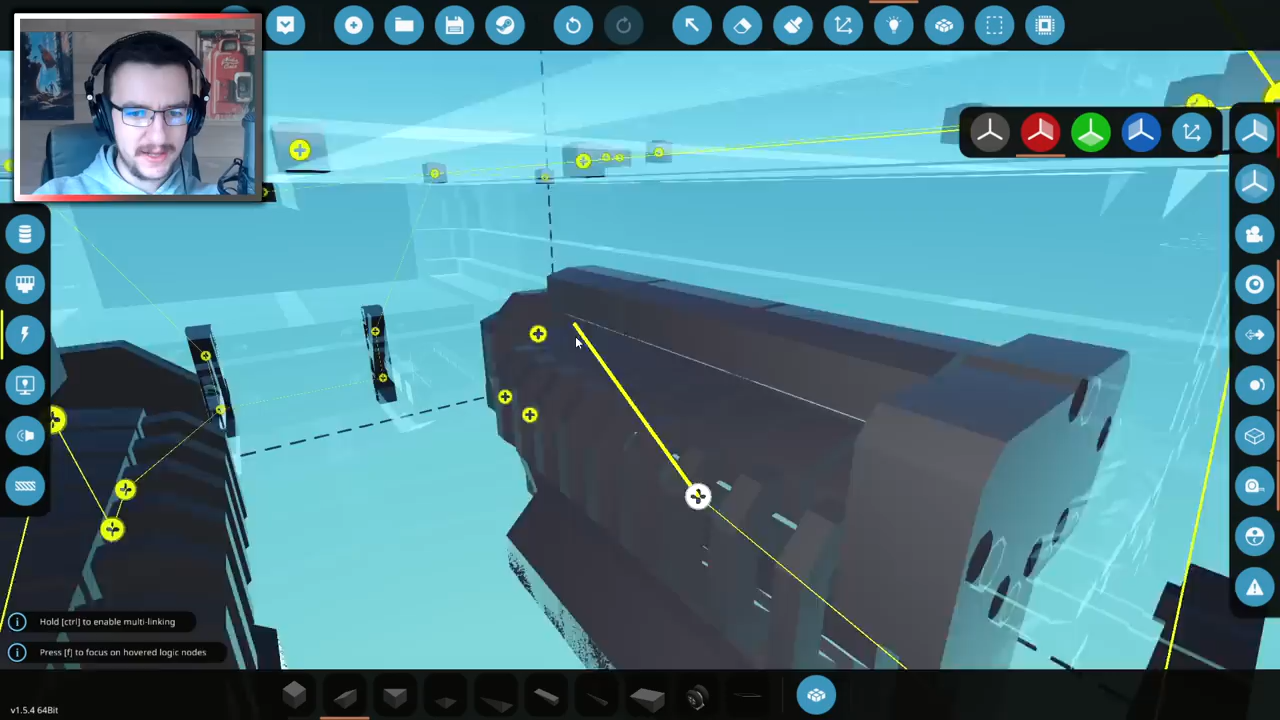 Hold [ctrl] to enable multi-linking
Press [f] to focus on hovered logic nodes
v1.5.4 64Bit